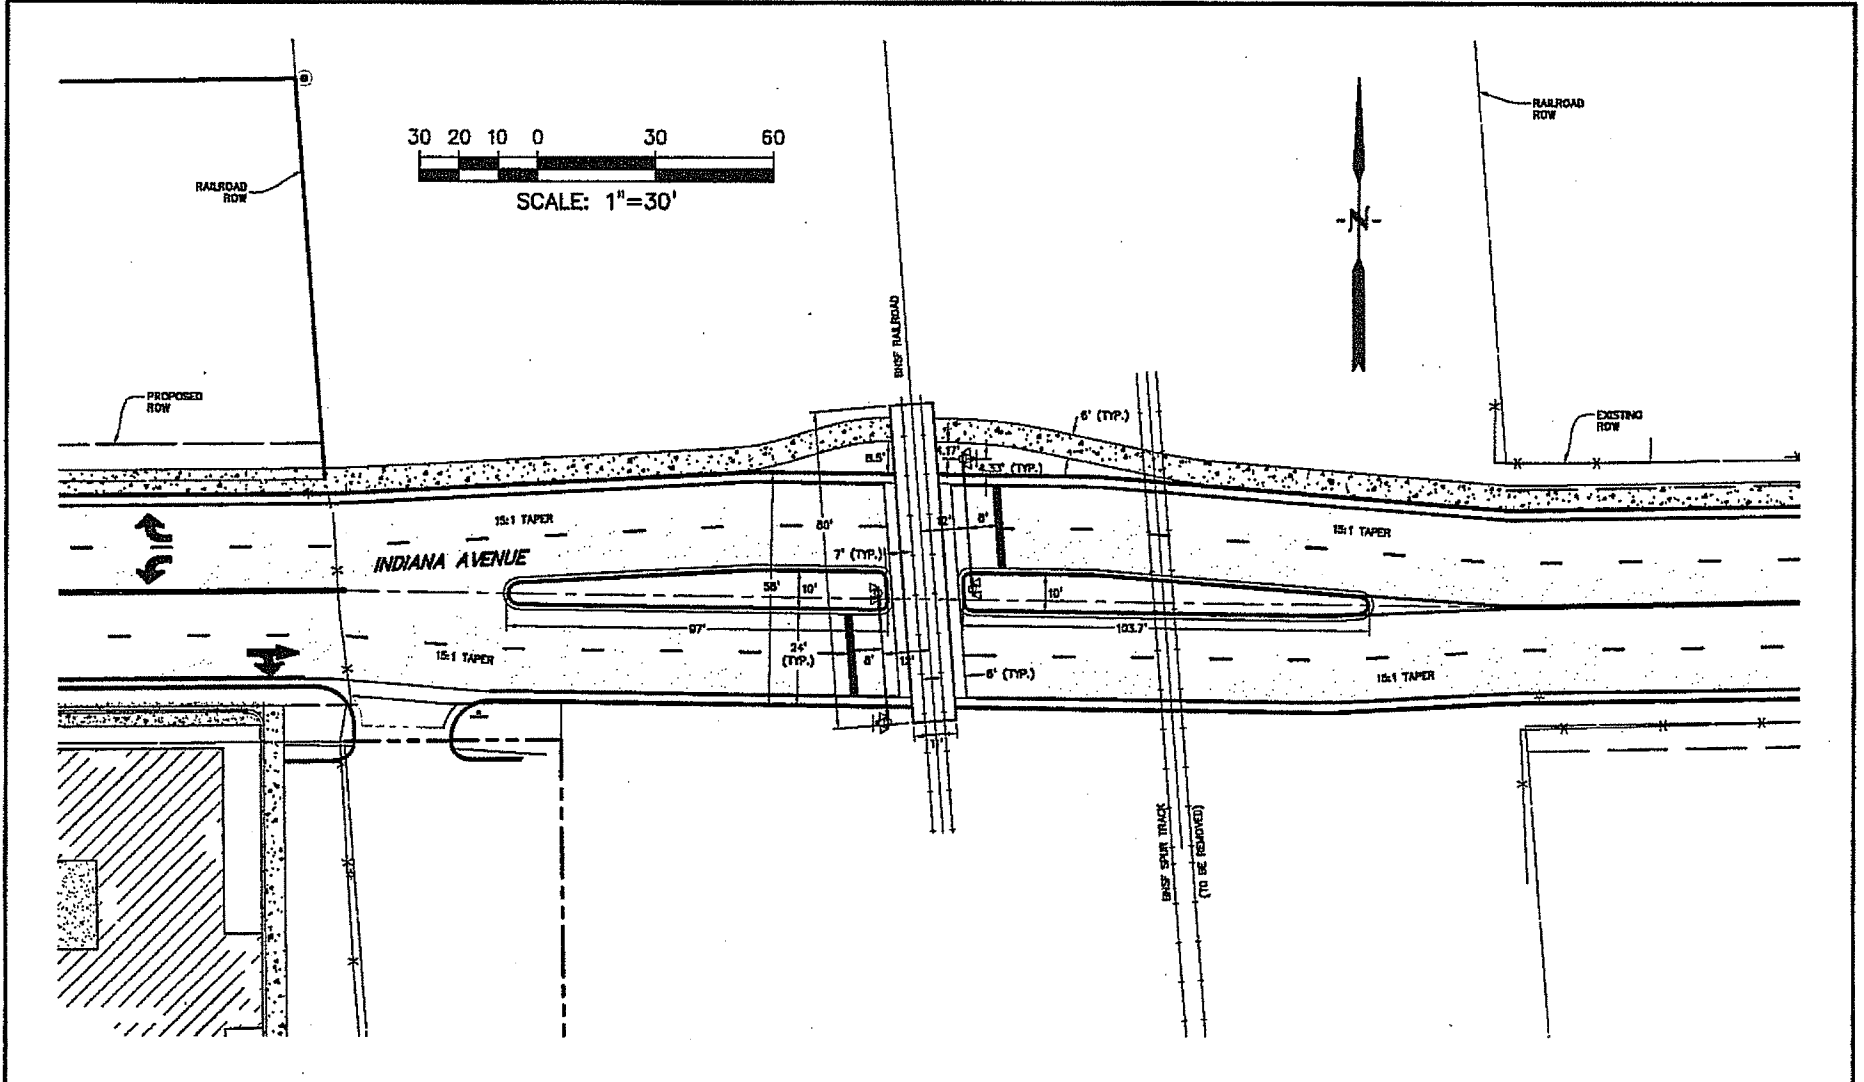 30 20 10 0 30 60
SCALE: 1"=30'
-N-
RAILROAD
ROW
RAILROAD
ROW
BNSF RAILROAD
PROPOSED
ROW
EXISTING
ROW
6' (TYP.)
8.5'
4.33' (TYP.)
15:1 TAPER
80'
12'
8'
15:1 TAPER
INDIANA AVENUE
7' (TYP.)
58'
10'
10'
97'
103.7'
15:1 TAPER
24'
(TYP.)
8'
12'
6' (TYP.)
15:1 TAPER
BNSF SPUR TRACK
(TO BE REMOVED)